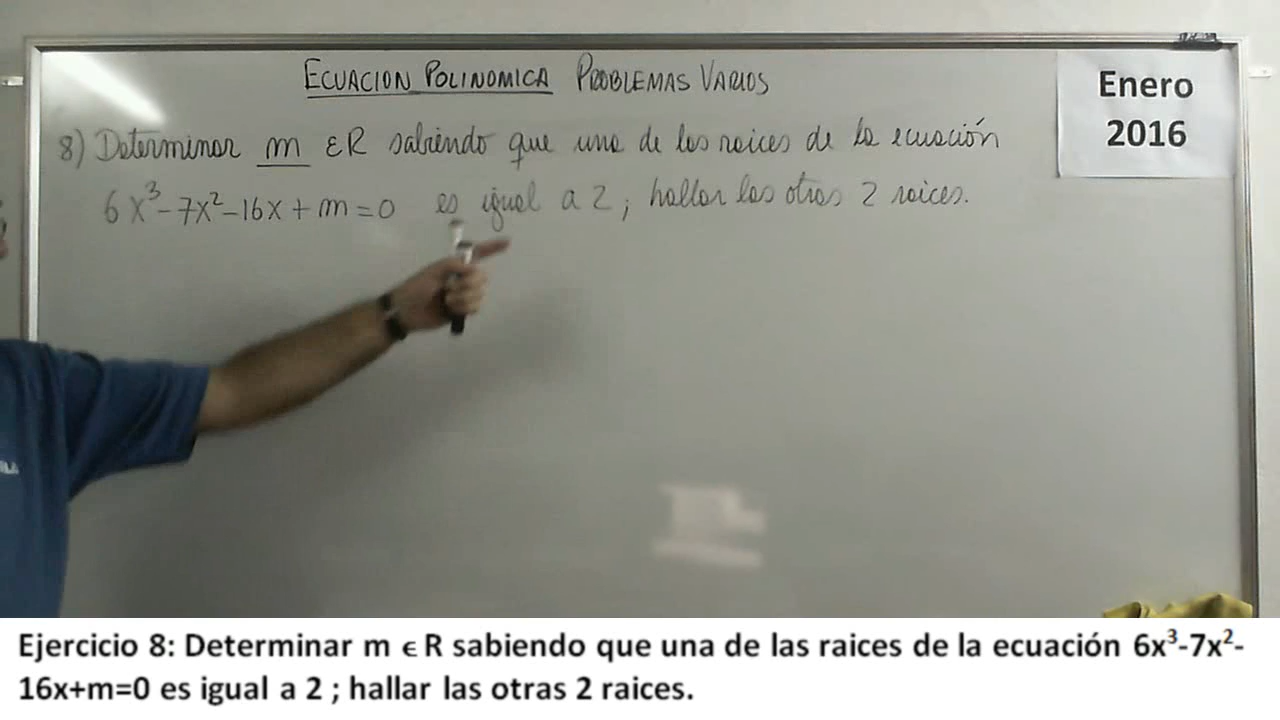 ECUACION POLINOMICA PROBLEMAS VARIOS
Enero
2016
8) Determinar m ЄR sabiendo que una de las raices de la ecuación
6x³-7x²-16x+m=0 es igual a 2; hallar las otras 2 raices.
Ejercicio 8: Determinar m ϵ R sabiendo que una de las raices de la ecuación 6x³-7x²-
16x+m=0 es igual a 2 ; hallar las otras 2 raices.